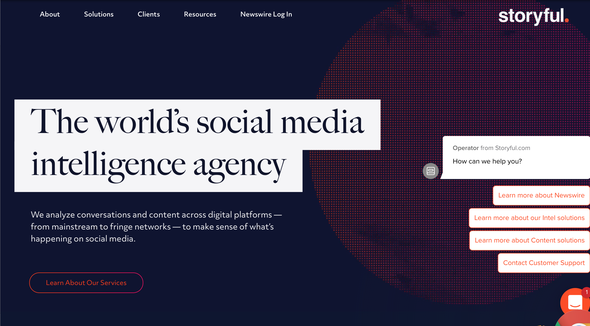 About
Solutions
Clients
Resources
Newswire Log In
storyful.
The world's social media
intelligence agency
We analyze conversations and content across digital platforms —
from mainstream to fringe networks — to make sense of what's
happening on social media.
Learn About Our Services
Operator from Storyful.com
How can we help you?
Learn more about Newswire
Learn more about our Intel solutions
Learn more about Content solutions
Contact Customer Support
1